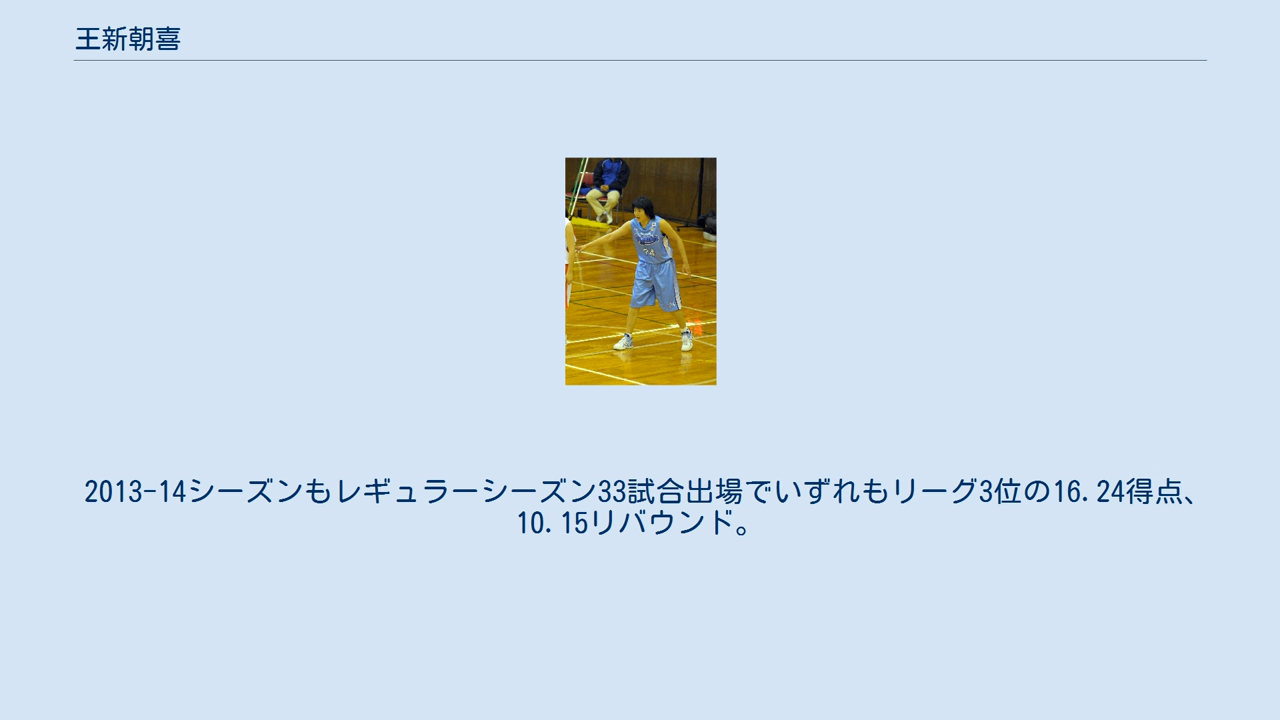 王新朝喜
2013-14シーズンもレギュラーシーズン33試合出場でいずれもリーグ3位の16.24得点、
10.15リバウンド。